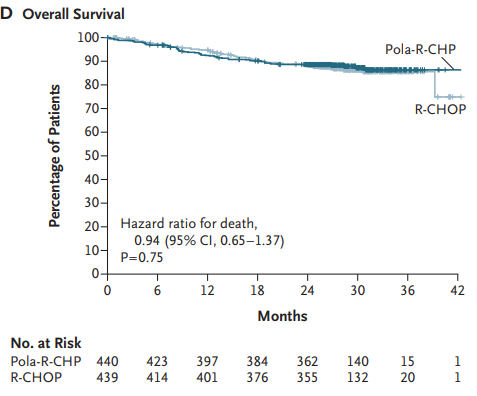 D Overall Survival
100
90
80
70
60
50
40
30
20
10
0
Percentage of Patients
Pola-R-CHP
R-CHOP
Hazard ratio for death,
0.94 (95% CI, 0.65–1.37)
P=0.75
0 6 12 18 24 30 36 42
Months
No. at Risk
Pola-R-CHP 440 423 397 384 362 140 15 1
R-CHOP 439 414 401 376 355 132 20 1